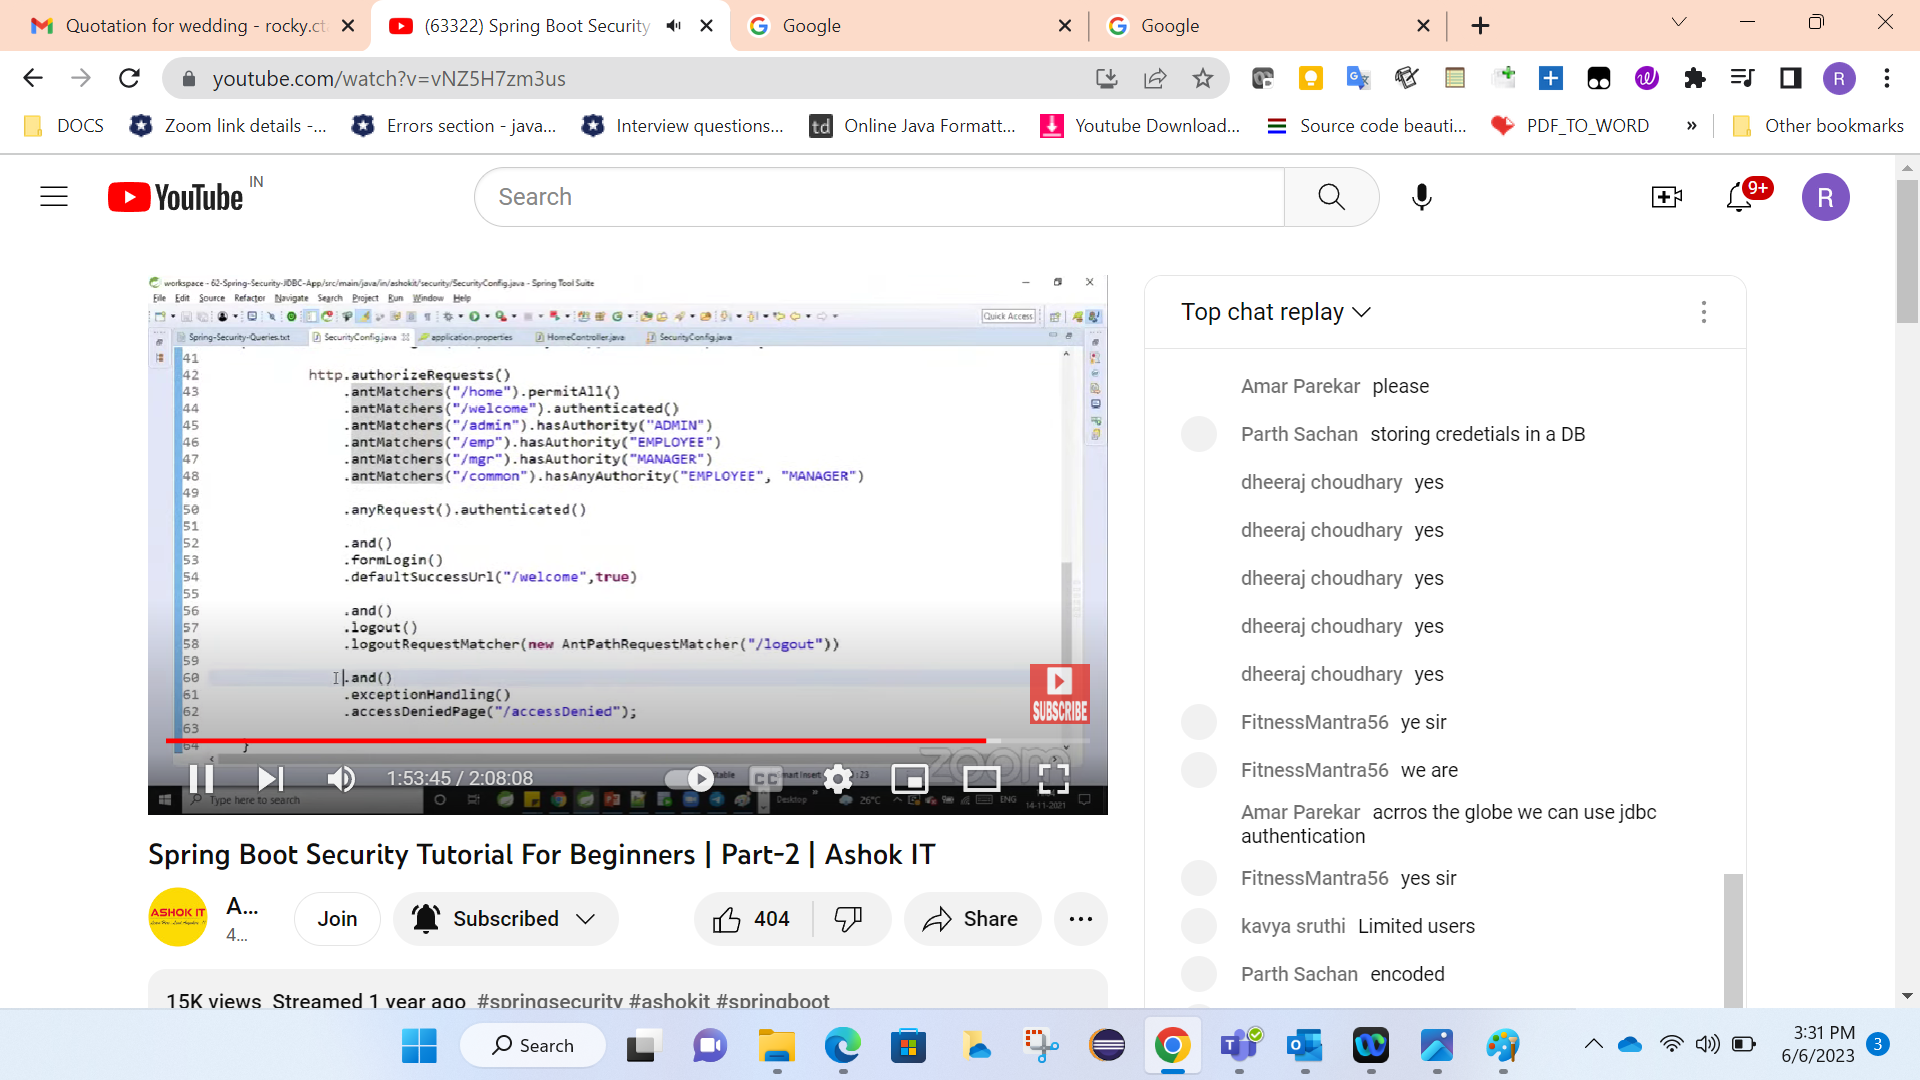 Quotation for wedding - rocky.ct
(63322) Spring Boot Security
Google
Google
youtube.com/watch?v=vNZ5H7zm3us
R
DOCS
Zoom link details -...
Errors section - java...
Interview questions...
td
Online Java Formatt...
Youtube Download...
Source code beauti...
PDF_TO_WORD
»
Other bookmarks
YouTube IN
Search
9+
R
workspace - 62-Spring-Security-JDBC-App/src/main/java/in/ashokit/security/SecurityConfig.java - Spring Tool Suite
File Edit Source Refactor Navigate Search Project Run Window Help
Quick Access
Spring-Security-Queries.txt
SecurityConfig.java
application.properties
HomeController.java
SecurityConfig.java
41
42 http.authorizeRequests()
43 .antMatchers("/home").permitAll()
44 .antMatchers("/welcome").authenticated()
45 .antMatchers("/admin").hasAuthority("ADMIN")
46 .antMatchers("/emp").hasAuthority("EMPLOYEE")
47 .antMatchers("/mgr").hasAuthority("MANAGER")
48 .antMatchers("/common").hasAnyAuthority("EMPLOYEE", "MANAGER")
49
50 .anyRequest().authenticated()
51
52 .and()
53 .formLogin()
54 .defaultSuccessUrl("/welcome",true)
55
56 .and()
57 .logout()
58 .logoutRequestMatcher(new AntPathRequestMatcher("/logout"))
59
60 .and()
61 .exceptionHandling()
62 .accessDeniedPage("/accessDenied");
63
64 }
SUBSCRIBE
zoom
1:53:45 / 2:08:08
CC
Smart Insert
Type here to search
Desktop
26°C
ENG
14-11-2021
Spring Boot Security Tutorial For Beginners | Part-2 | Ashok IT
ASHOK IT
A...
4...
Join
Subscribed
404
Share
15K views Streamed 1 year ago #springsecurity #ashokit #springboot
Top chat replay
Amar Parekar please
Parth Sachan storing credetials in a DB
dheeraj choudhary yes
dheeraj choudhary yes
dheeraj choudhary yes
dheeraj choudhary yes
dheeraj choudhary yes
FitnessMantra56 ye sir
FitnessMantra56 we are
Amar Parekar acrros the globe we can use jdbc
authentication
FitnessMantra56 yes sir
kavya sruthi Limited users
Parth Sachan encoded
Search
3:31 PM
6/6/2023
3